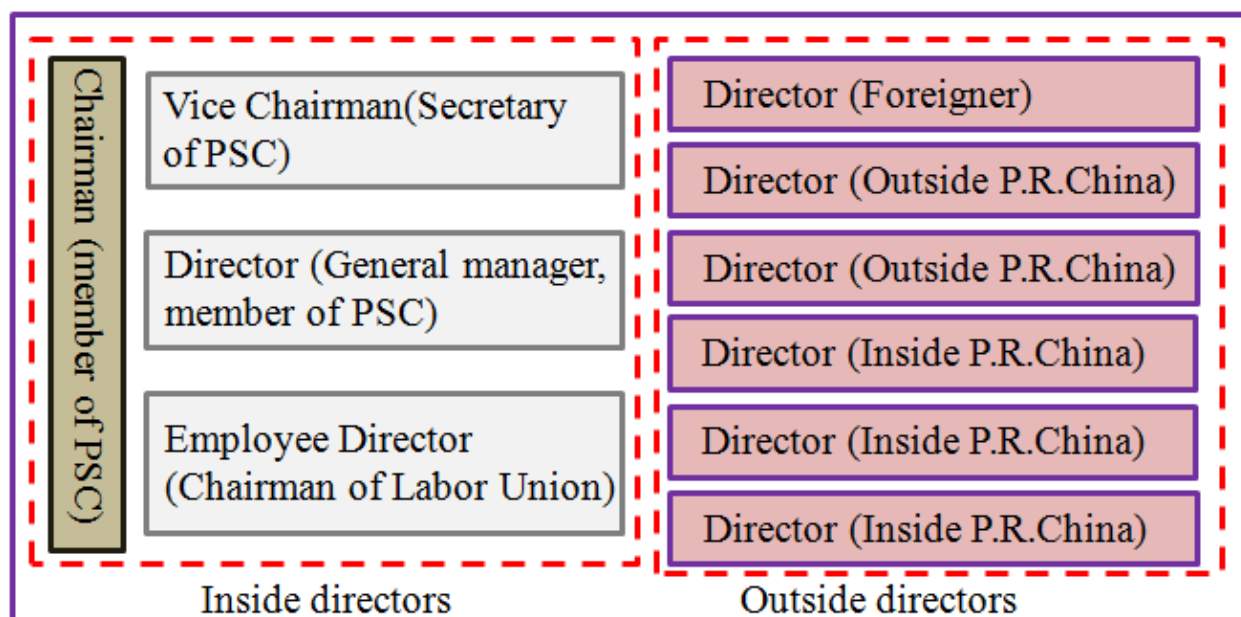 Chairman (member of PSC)
Vice Chairman(Secretary
of PSC)
Director (General manager,
member of PSC)
Employee Director
(Chairman of Labor Union)
Inside directors
Director (Foreigner)
Director (Outside P.R.China)
Director (Outside P.R.China)
Director (Inside P.R.China)
Director (Inside P.R.China)
Director (Inside P.R.China)
Outside directors